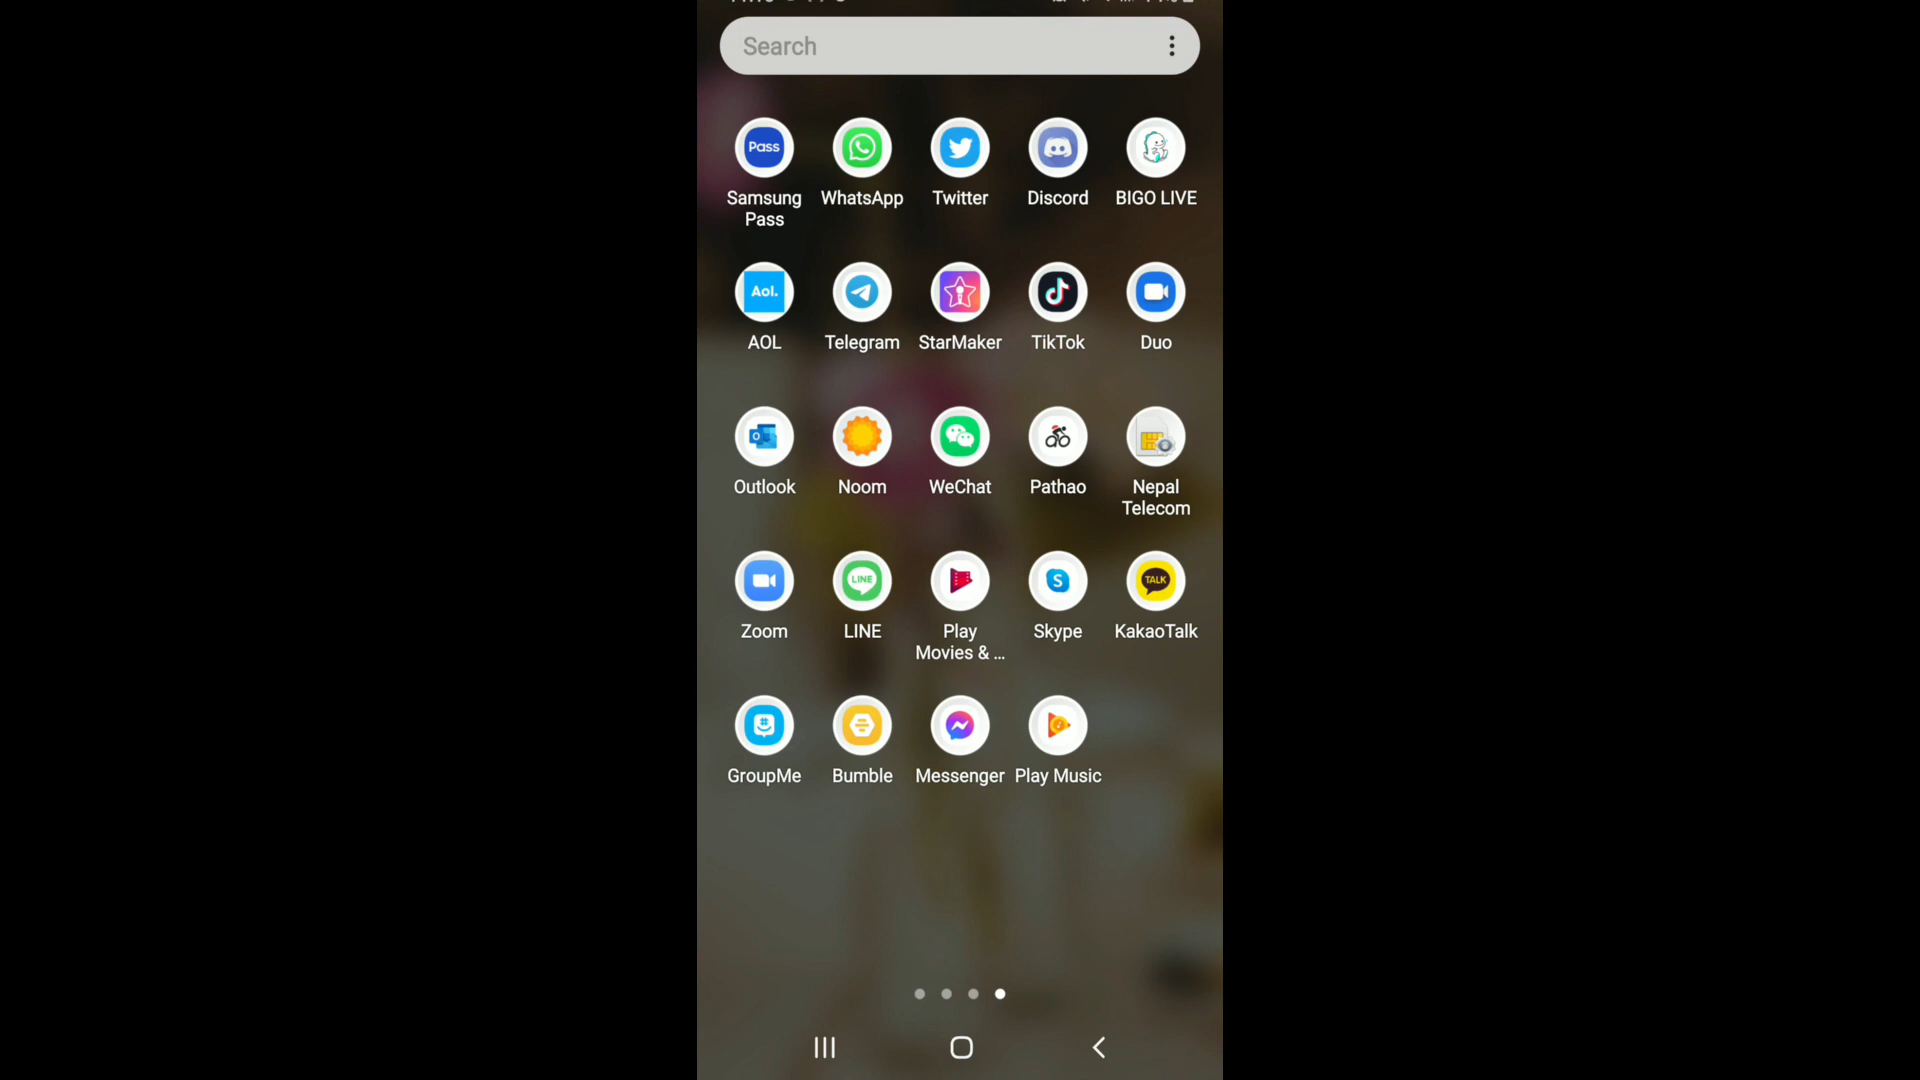 Search
Pass
Samsung WhatsApp Twitter Discord BIGO LIVE
Pass
Aol.
AOL Telegram StarMaker TikTok Duo
Outlook Noom WeChat Pathao Nepal
Telecom
LINE S TALK
Zoom LINE Play Skype KakaoTalk
Movies & ...
GroupMe Bumble Messenger Play Music